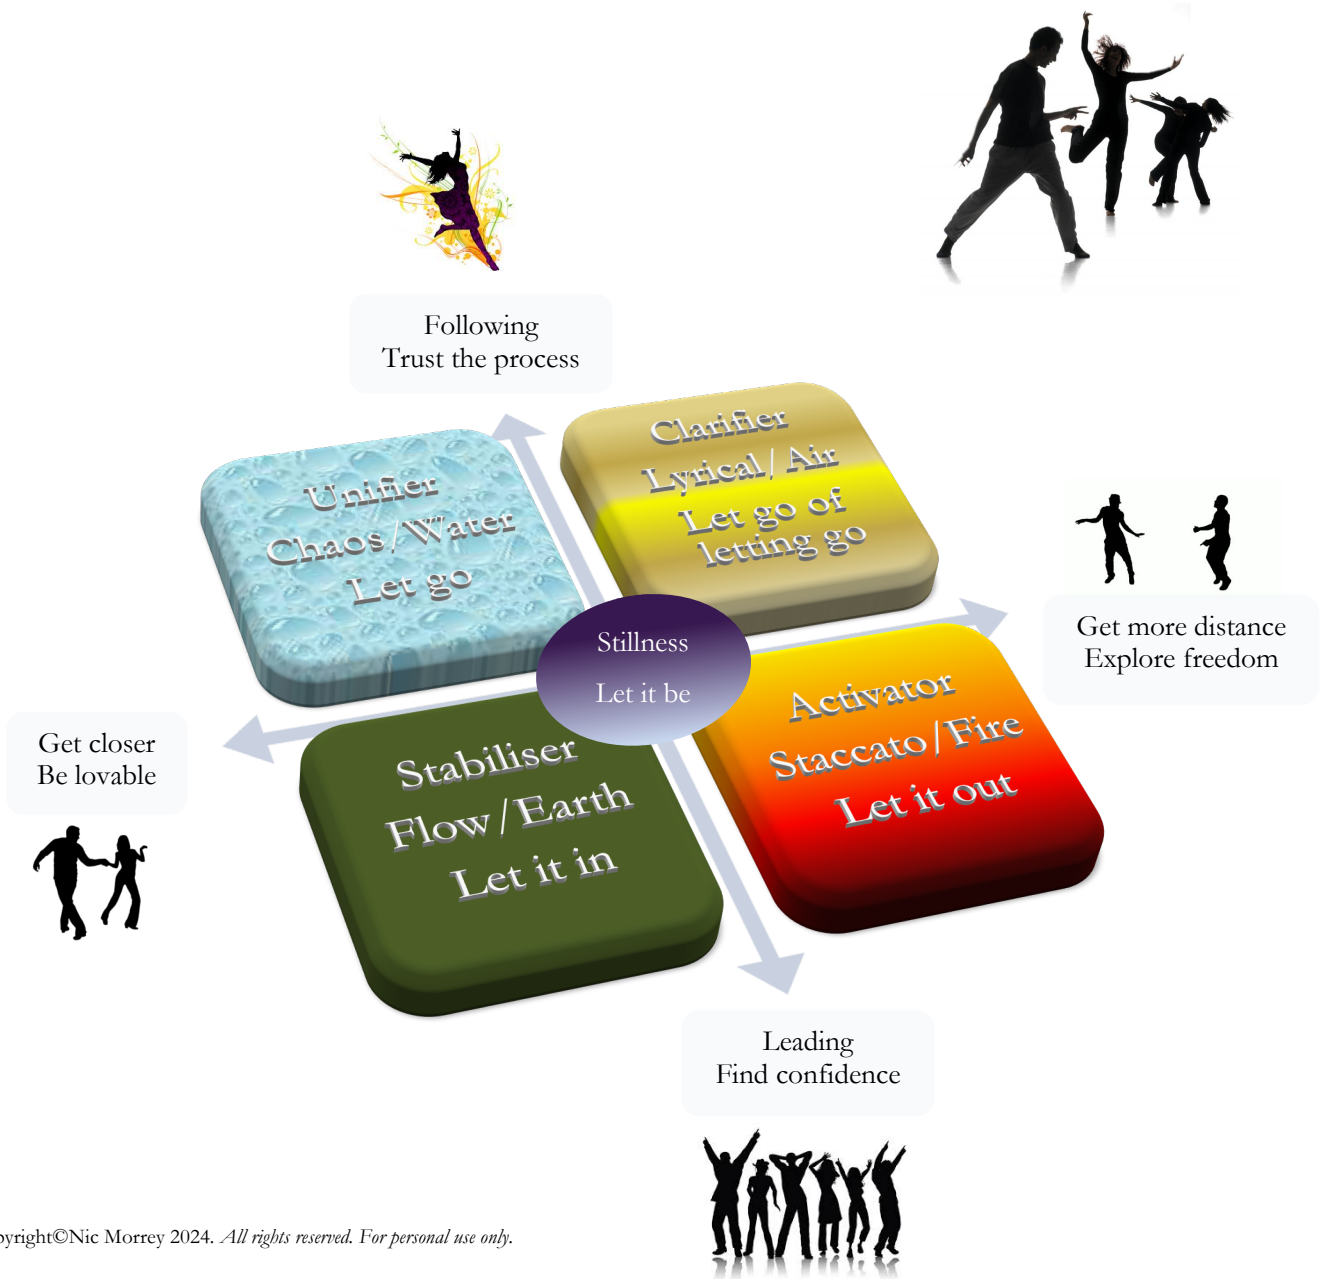 Following
Trust the process
Clarifier
Lyrical/Air
Let go of
letting go
Unifier
Chaos/Water
Let go
Stillness
Let it be
Get more distance
Explore freedom
Activator
Staccato/Fire
Let it out
Get closer
Be lovable
Stabiliser
Flow/Earth
Let it in
Leading
Find confidence
pyright©Nic Morrey 2024. All rights reserved. For personal use only.